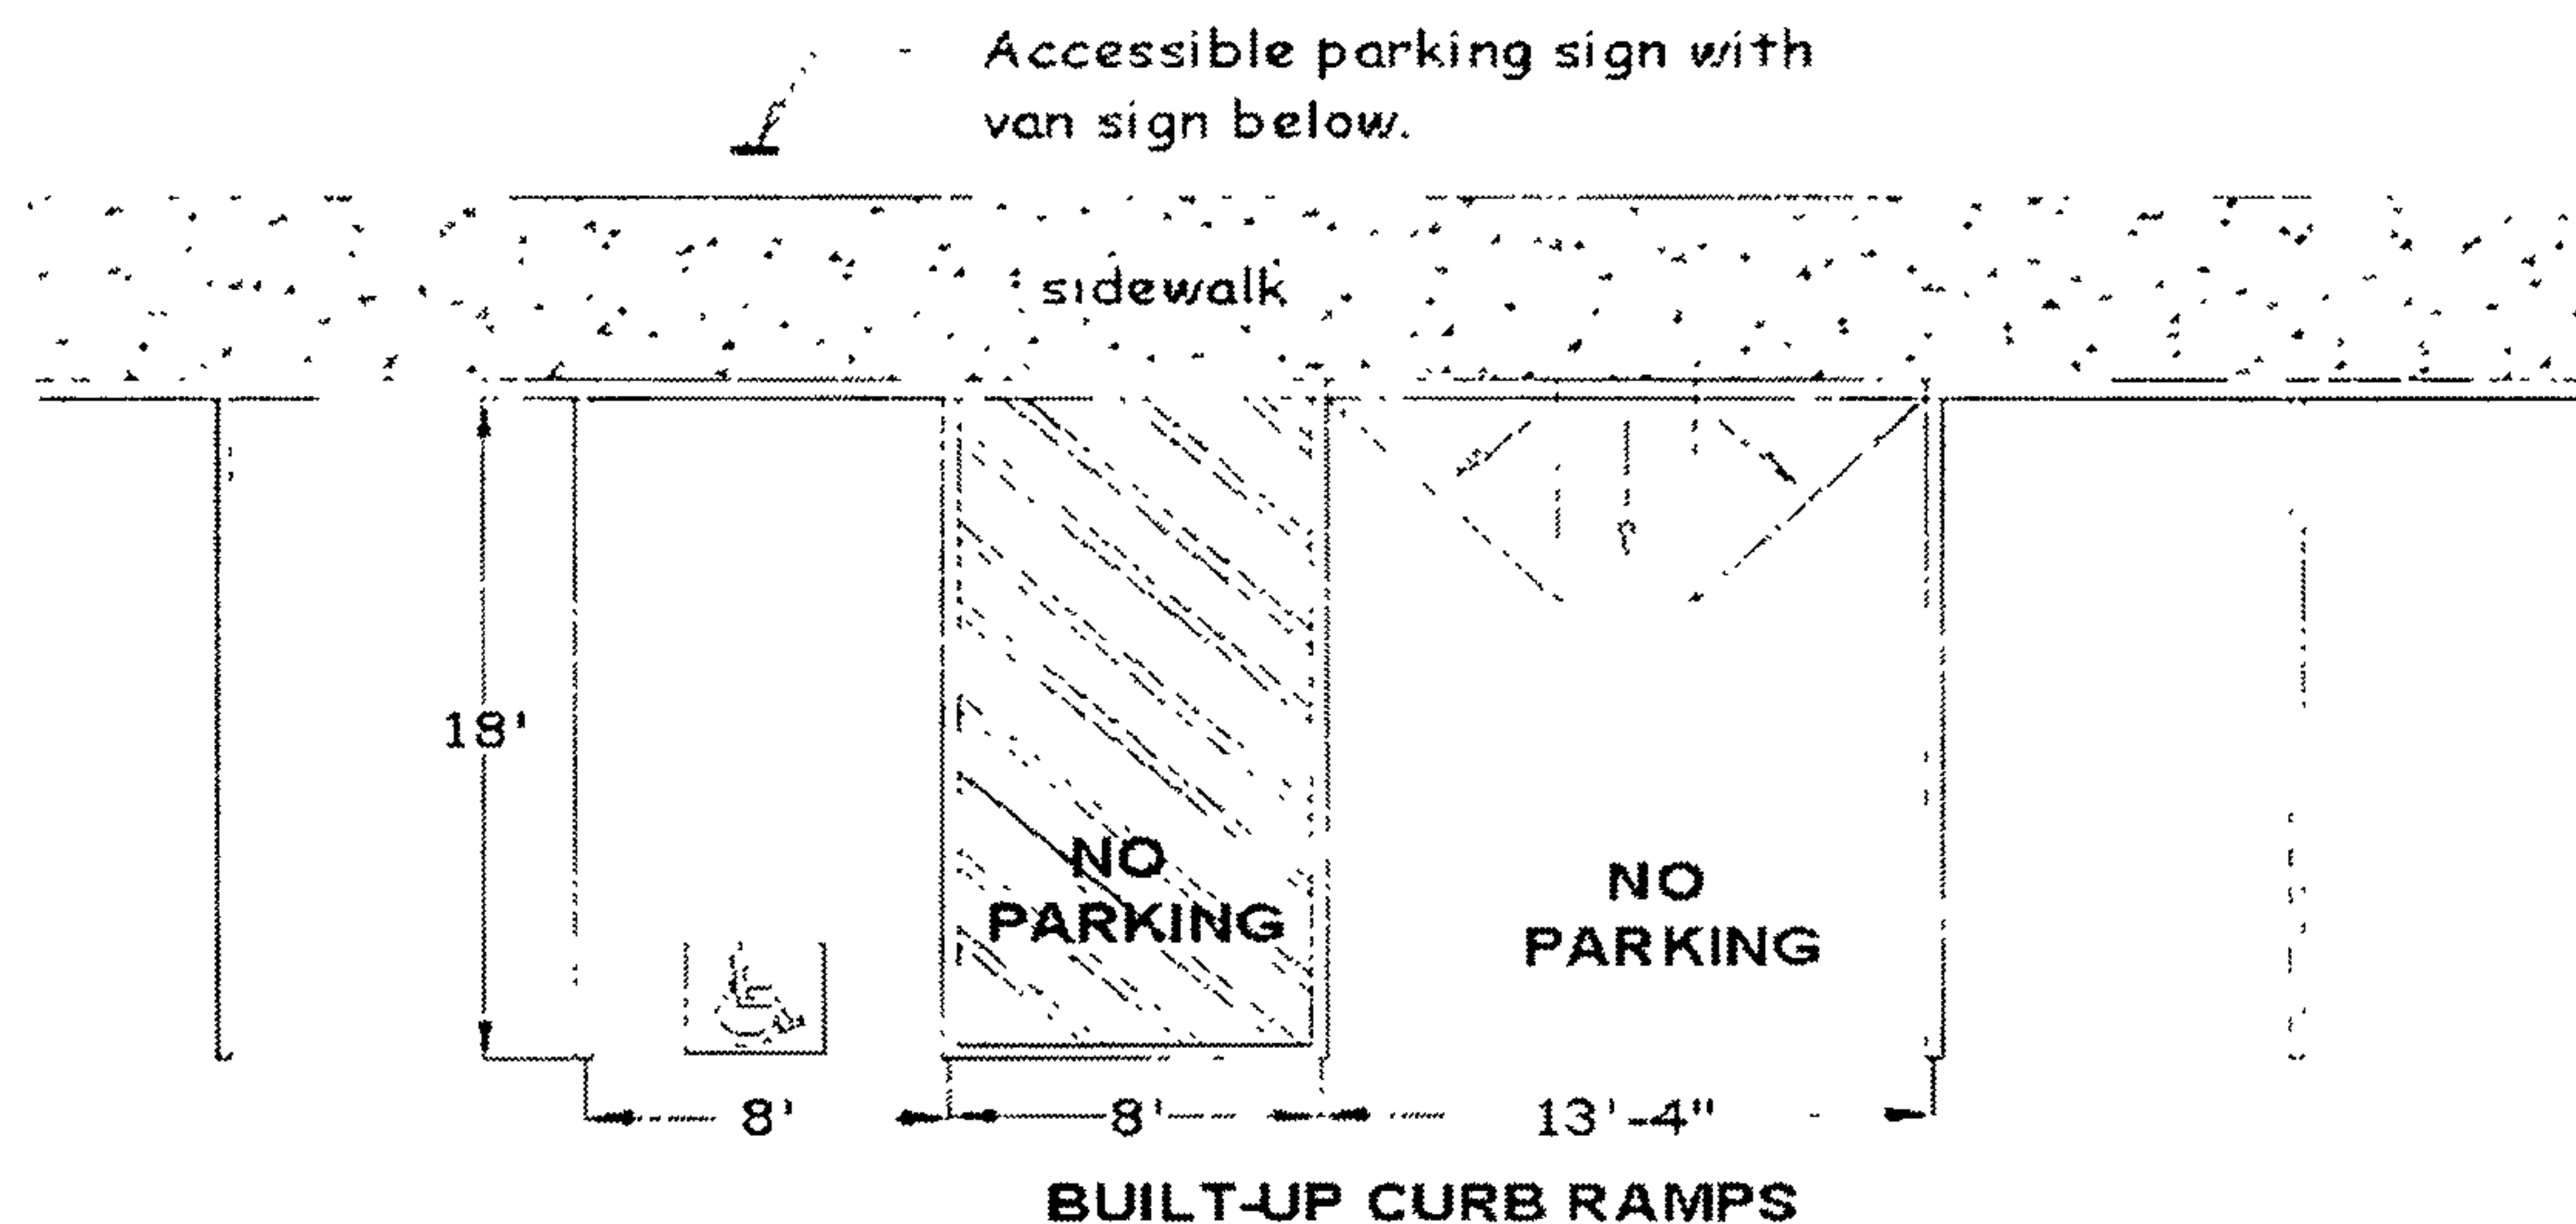 Accessible parking sign with
van sign below.
sidewalk
18'
NO
PARKING
NO
PARKING
8'
8'
13'-4"
BUILT-UP CURB RAMPS